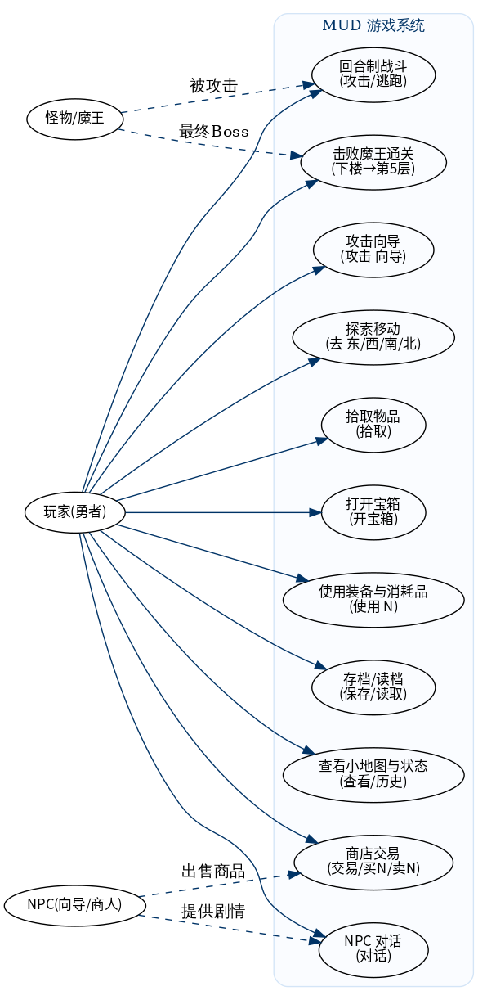 MUD 游戏系统
回合制战斗
(攻击/逃跑)
被攻击
怪物/魔王
最终Boss
击败魔王通关
(下楼→第5层)
攻击向导
(攻击 向导)
探索移动
(去 东/西/南/北)
拾取物品
(拾取)
玩家(勇者)
打开宝箱
(开宝箱)
使用装备与消耗品
(使用 N)
存档/读档
(保存/读取)
查看小地图与状态
(查看/历史)
商店交易
(交易/买N/卖N)
出售商品
NPC(向导/商人)
提供剧情
NPC 对话
(对话)